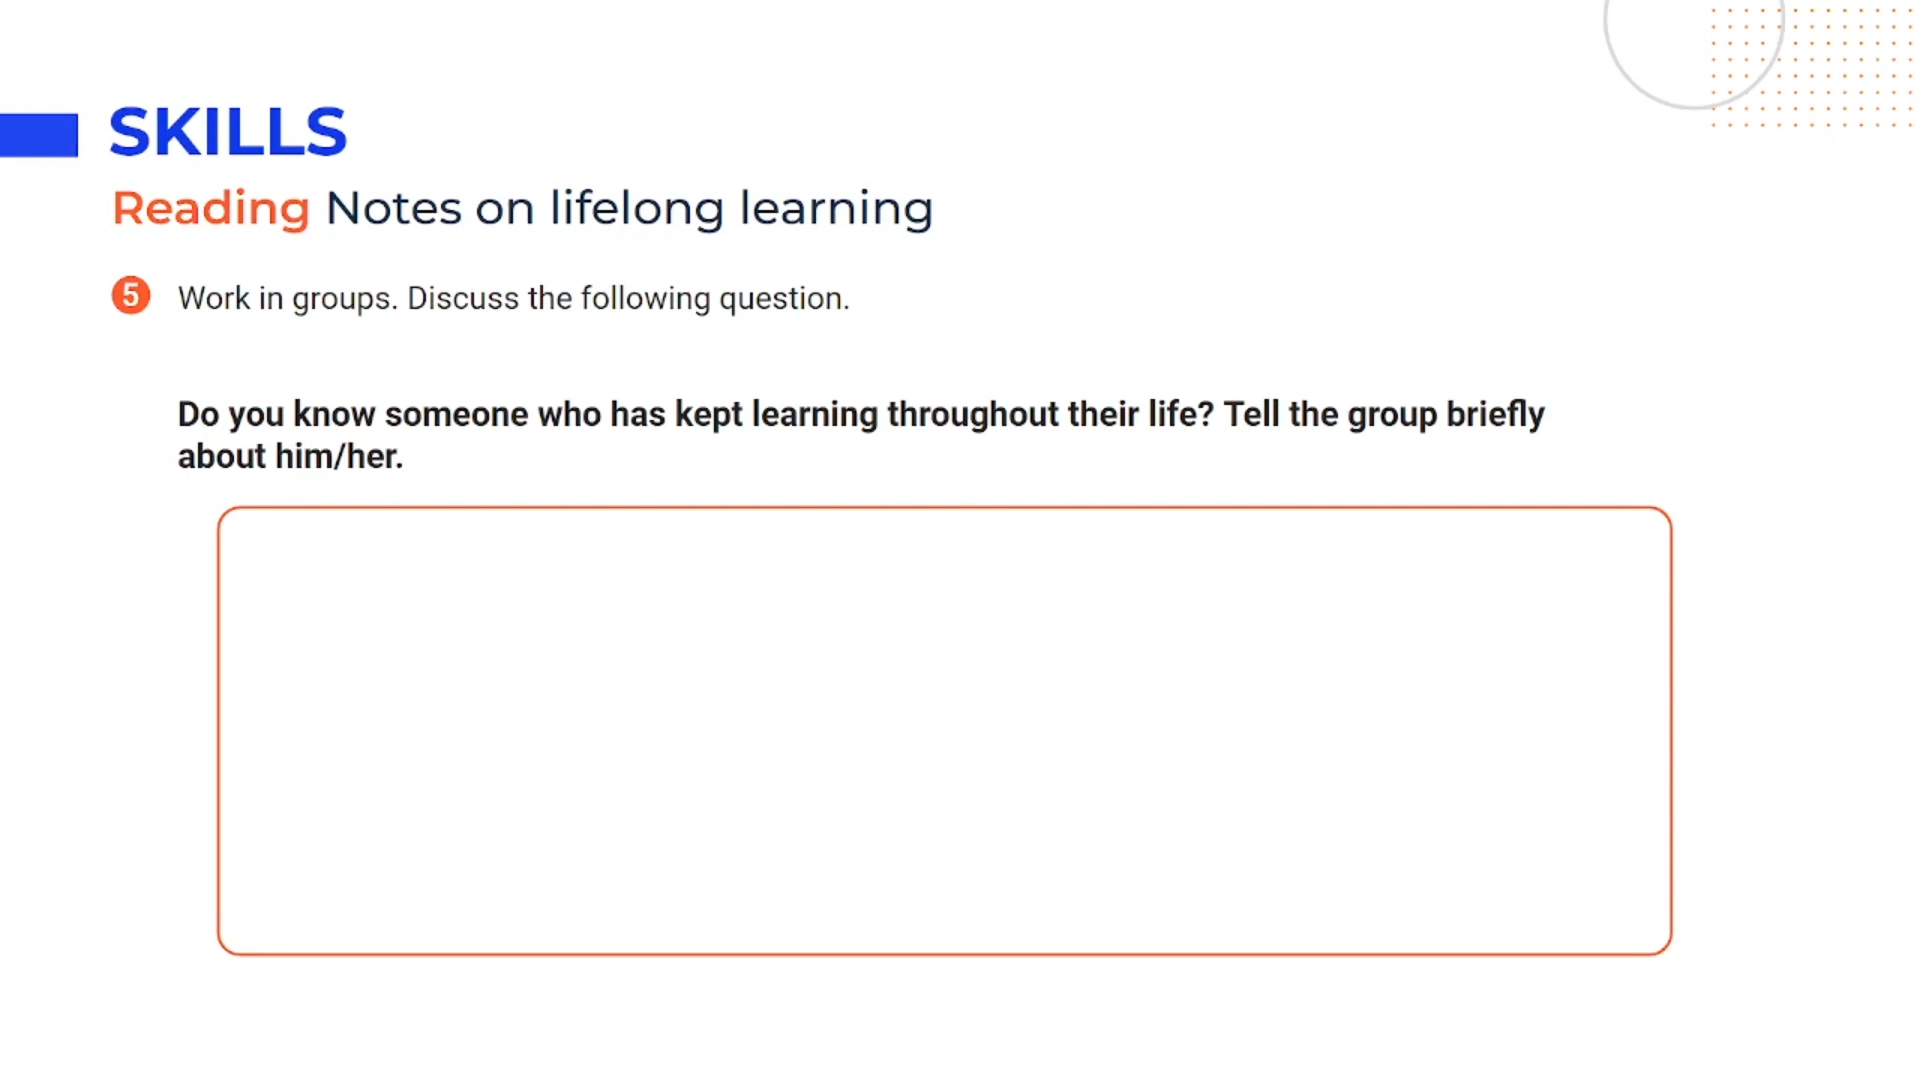 SKILLS
Reading Notes on lifelong learning
5 Work in groups. Discuss the following question.
Do you know someone who has kept learning throughout their life? Tell the group briefly
about him/her.